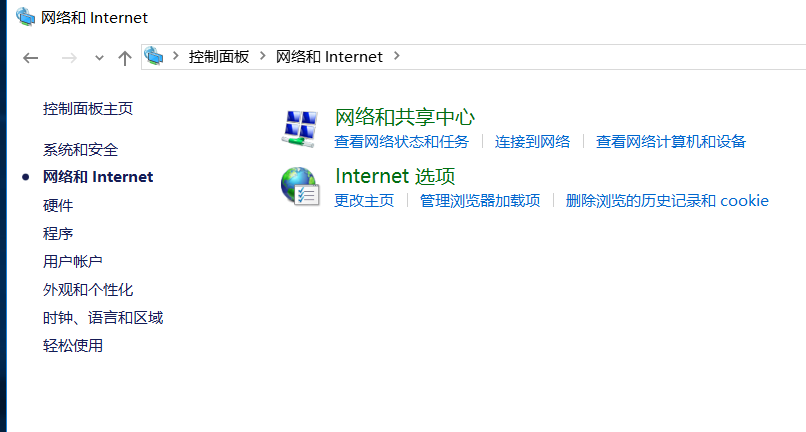 网络和 Internet
控制面板 网络和 Internet
控制面板主页
系统和安全
网络和 Internet
硬件
程序
用户帐户
外观和个性化
时钟、语言和区域
轻松使用
网络和共享中心
查看网络状态和任务 连接到网络 查看网络计算机和设备
Internet 选项
更改主页 管理浏览器加载项 删除浏览的历史记录和 cookie